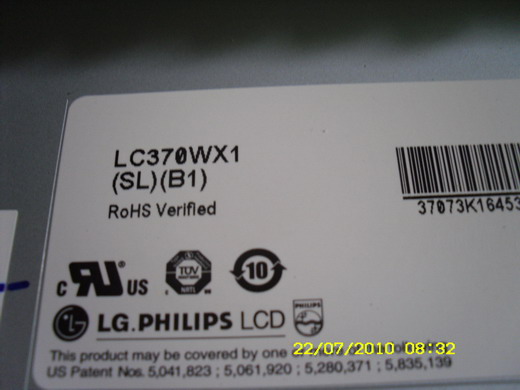 LC370WX1
(SL)(B1)
RoHS Verified
37073K16453
c RU US
TÜV
10
LG.PHILIPS LCD
PHILIPS
This product may be covered by one
US Patent Nos. 5,041,823 ; 5,061,920 ; 5,280,371 ; 5,835,139
22/07/2010 08:32